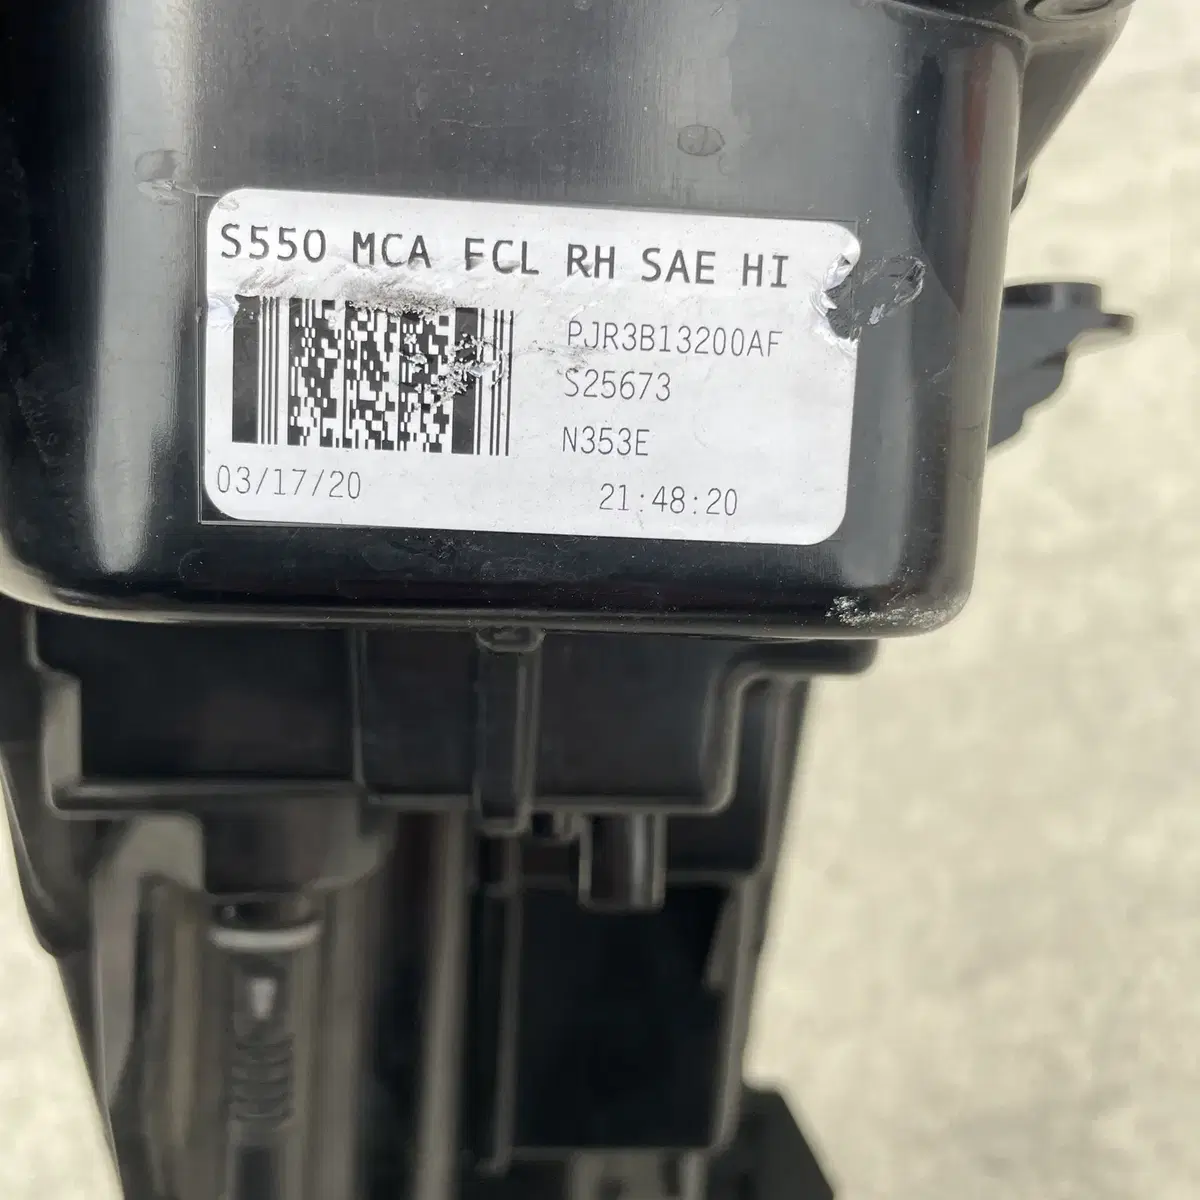 S550 MCA FCL RH SAE HI
PJR3B13200AF
S25673
N353E
03/17/20
21:48:20